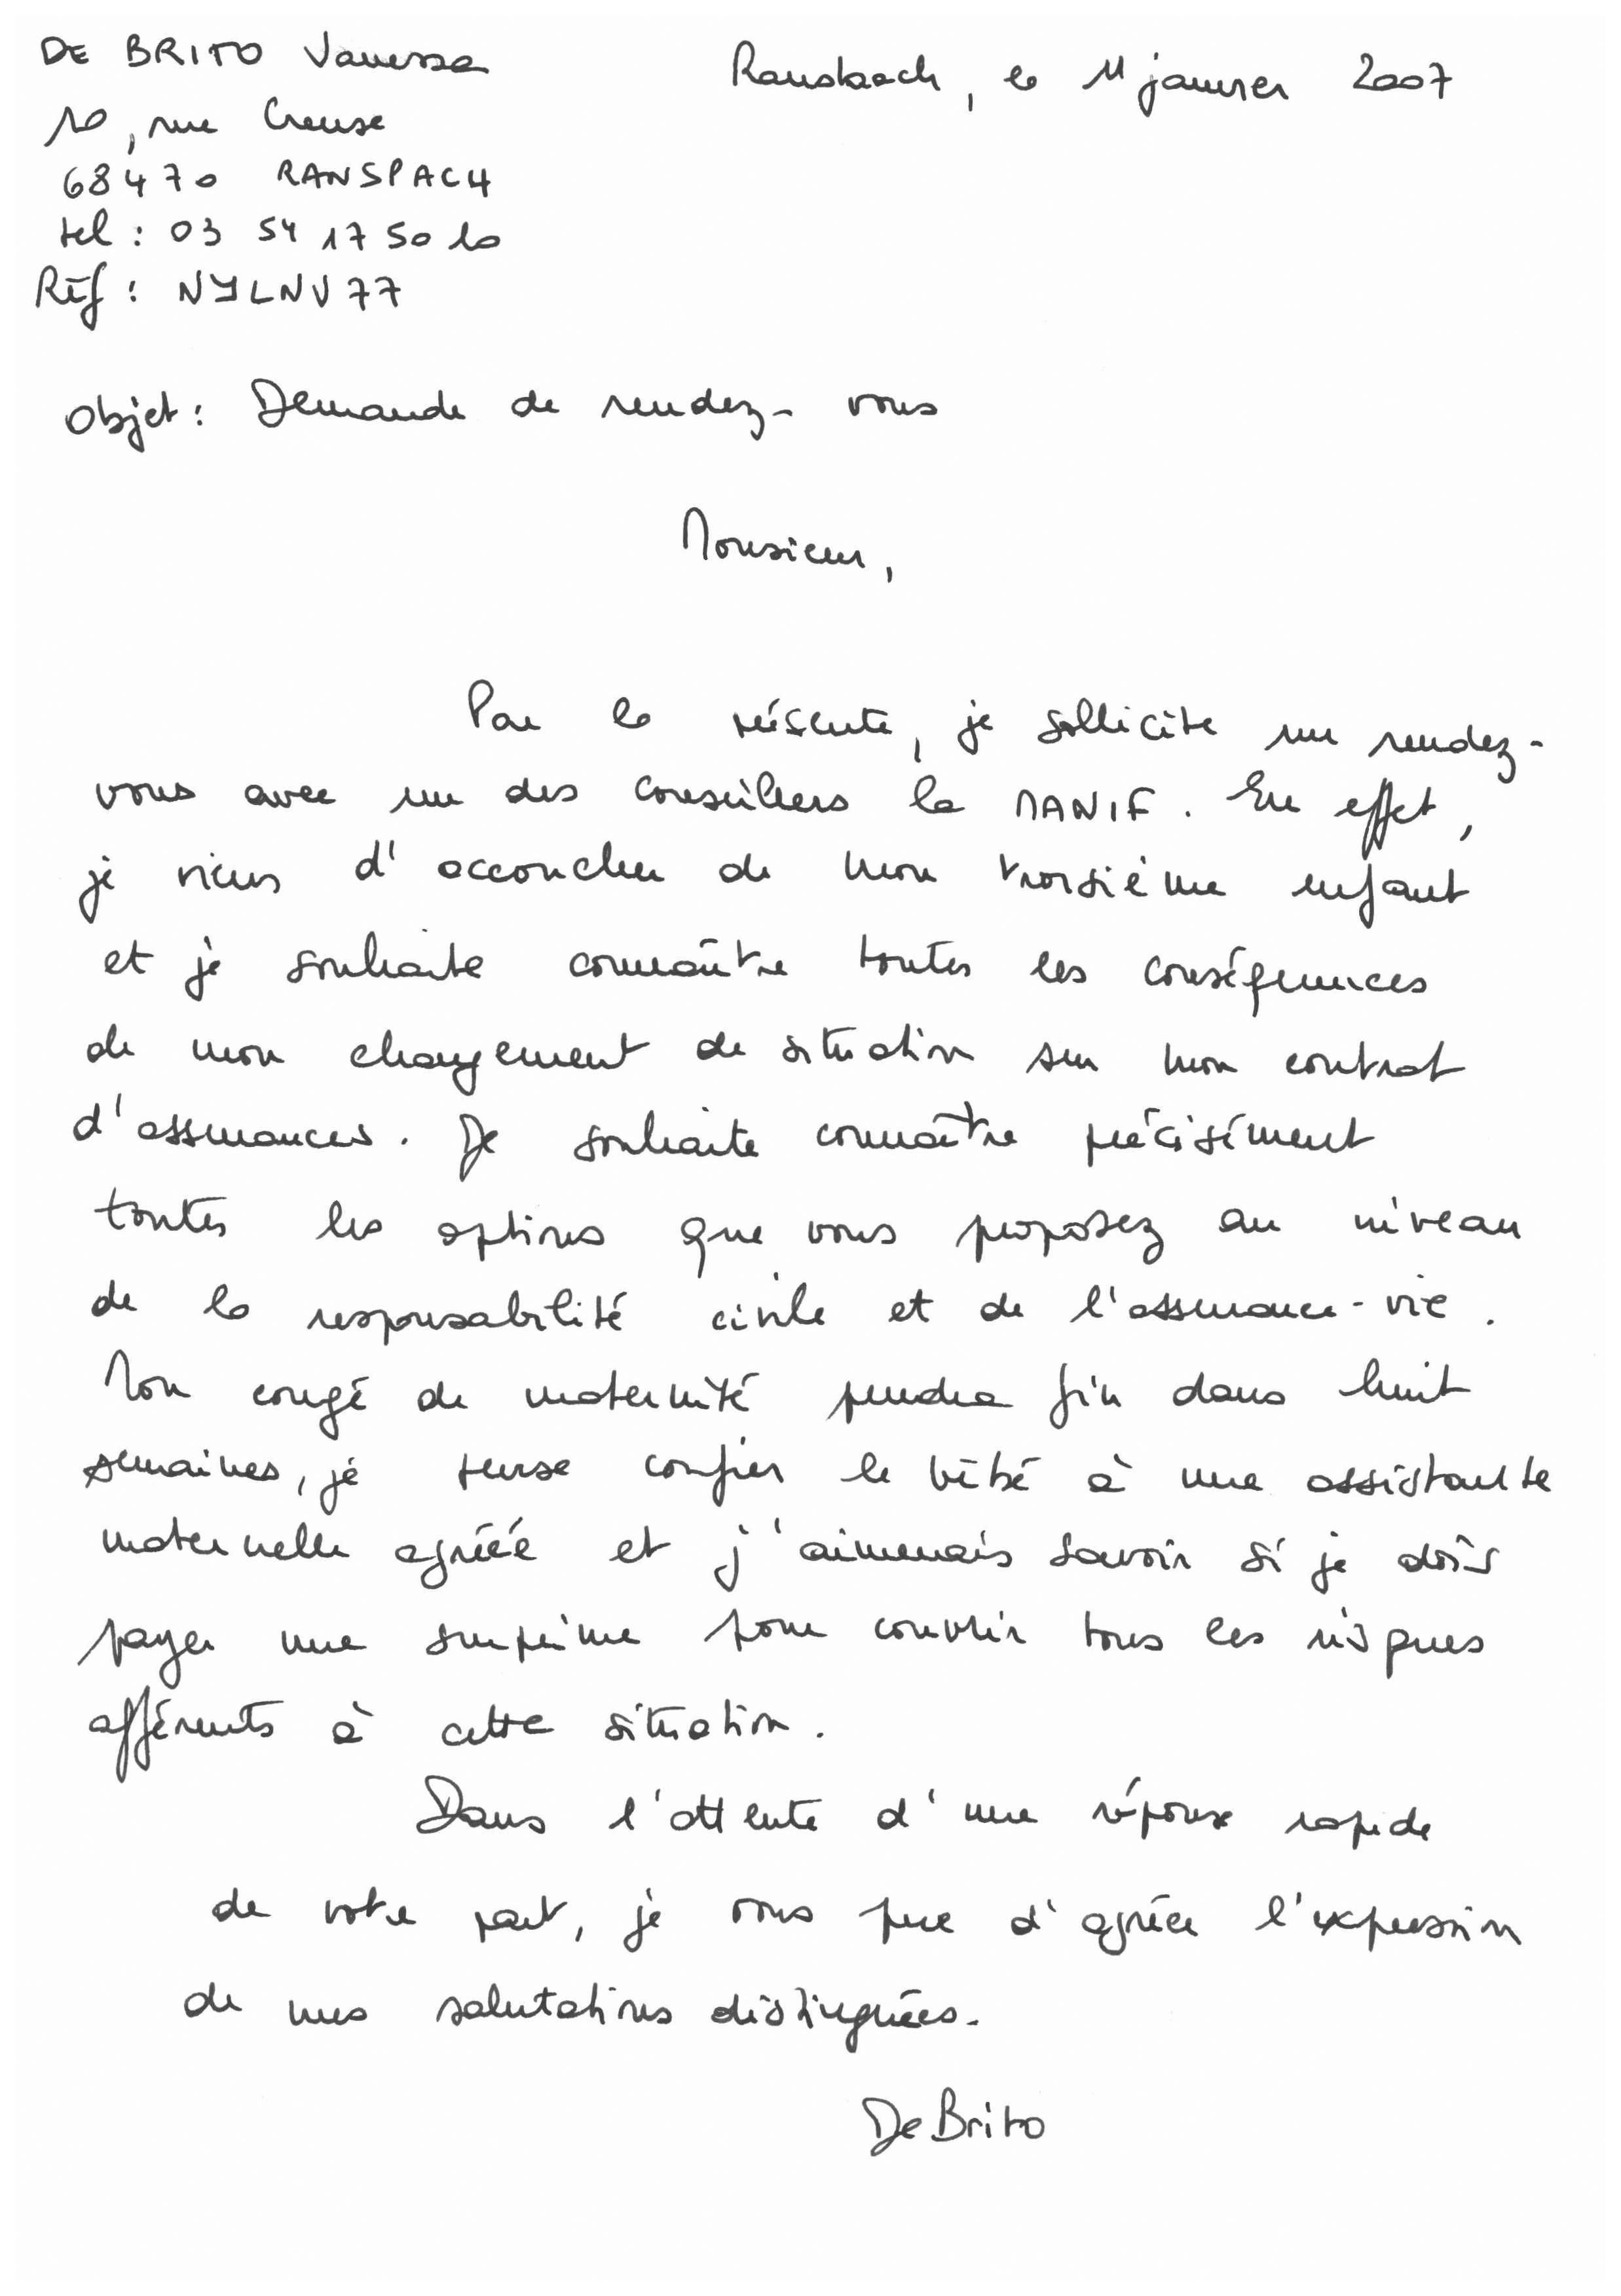 DE BRITO Vanessa
Ransbach, le 11 janvier 2007
10, rue Creuse
68470 RANSPACH
tel : 03 54 17 50 10
Réf : NYLNV77
Objet : Demande de rendez-vous
Monsieur,
Par la présente, je sollicite un rendez-
vous avec un des conseillers la MANIF. En effet,
je viens d'accoucher de mon troisième enfant
et je souhaite connaître toutes les conséquences
de mon changement de situation sur mon contrat
d'assurances. Je souhaite connaître précisément
toutes les options que vous proposez au niveau
de la responsabilité civile et de l'assurance-vie.
Mon congé de maternité prendra fin dans huit
semaines, je pense confier le bébé à une assistante
maternelle agréée et j'aimerais savoir si je dois
payer une surprime pour couvrir tous les risques
afférents à cette situation.
Dans l'attente d'une réponse rapide
de votre part, je vous prie d'agréer l'expression
de mes salutations distinguées.
De Brito